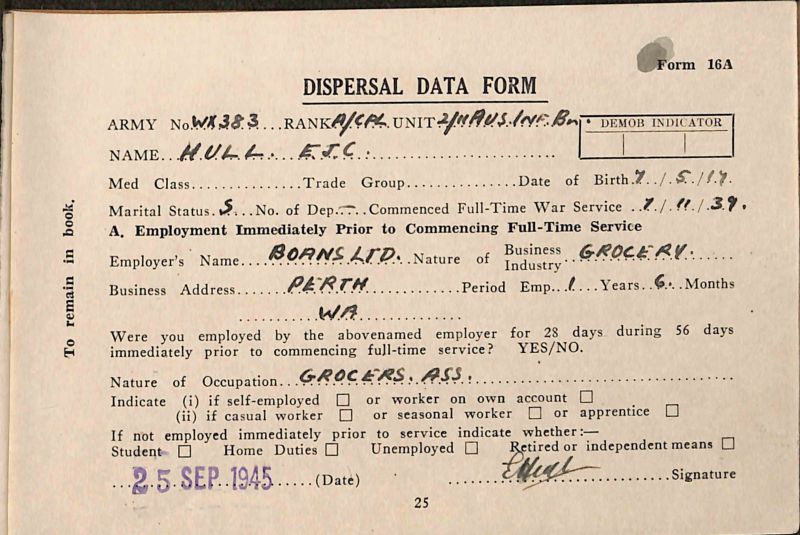 Form 16A
DISPERSAL DATA FORM
ARMY No. WX383 ... RANK A/CPL UNIT 2/11 AUS. INF. Bn.
DEMOB INDICATOR
NAME... HULL. E.J.C. ..............................
Med Class...............Trade Group...............Date of Birth 7../.5./17.
Marital Status. S...No. of Dep. — ..Commenced Full-Time War Service ..7./.11./.39.
A. Employment Immediately Prior to Commencing Full-Time Service
Employer's Name.... BOANS LTD. .Nature of Business Industry.. GROCERY. ......
Business Address....... PERTH ............Period Emp... 1 ...Years.. 6 ...Months
.......... WA ..............
Were you employed by the abovenamed employer for 28 days during 56 days
immediately prior to commencing full-time service? YES/NO.
Nature of Occupation... GROCERS. ASS. ..................................
Indicate (i) if self-employed ☐ or worker on own account ☐
(ii) if casual worker ☐ or seasonal worker ☐ or apprentice ☐
If not employed immediately prior to service indicate whether:—
Student ☐ Home Duties ☐ Unemployed ☐ Retired or independent means ☐
... 25 SEP 1945 ......(Date) ..... EHull ..............Signature
25
To remain in book.